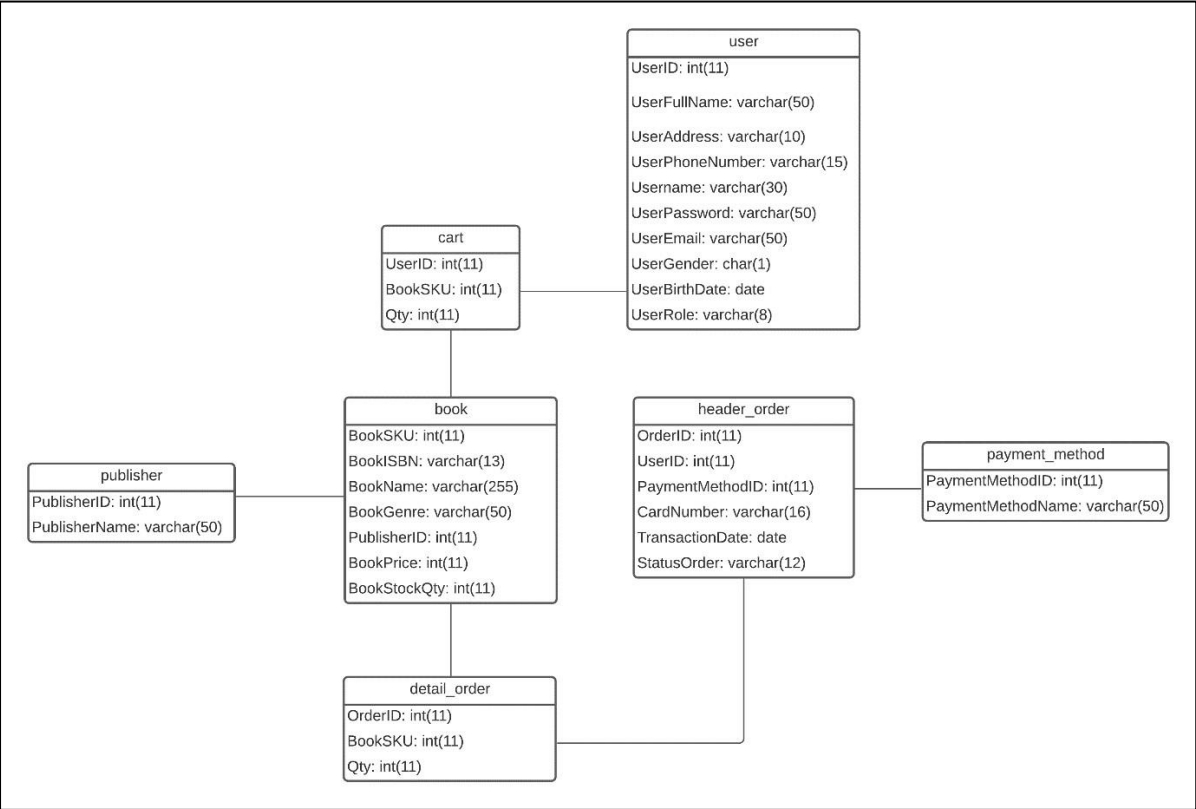 user
UserID: int(11)
UserFullName: varchar(50)
UserAddress: varchar(10)
UserPhoneNumber: varchar(15)
Username: varchar(30)
UserPassword: varchar(50)
UserEmail: varchar(50)
UserGender: char(1)
UserBirthDate: date
UserRole: varchar(8)
cart
UserID: int(11)
BookSKU: int(11)
Qty: int(11)
book
BookSKU: int(11)
BookISBN: varchar(13)
BookName: varchar(255)
BookGenre: varchar(50)
PublisherID: int(11)
BookPrice: int(11)
BookStockQty: int(11)
header_order
OrderID: int(11)
UserID: int(11)
PaymentMethodID: int(11)
CardNumber: varchar(16)
TransactionDate: date
StatusOrder: varchar(12)
payment_method
PaymentMethodID: int(11)
PaymentMethodName: varchar(50)
publisher
PublisherID: int(11)
PublisherName: varchar(50)
detail_order
OrderID: int(11)
BookSKU: int(11)
Qty: int(11)